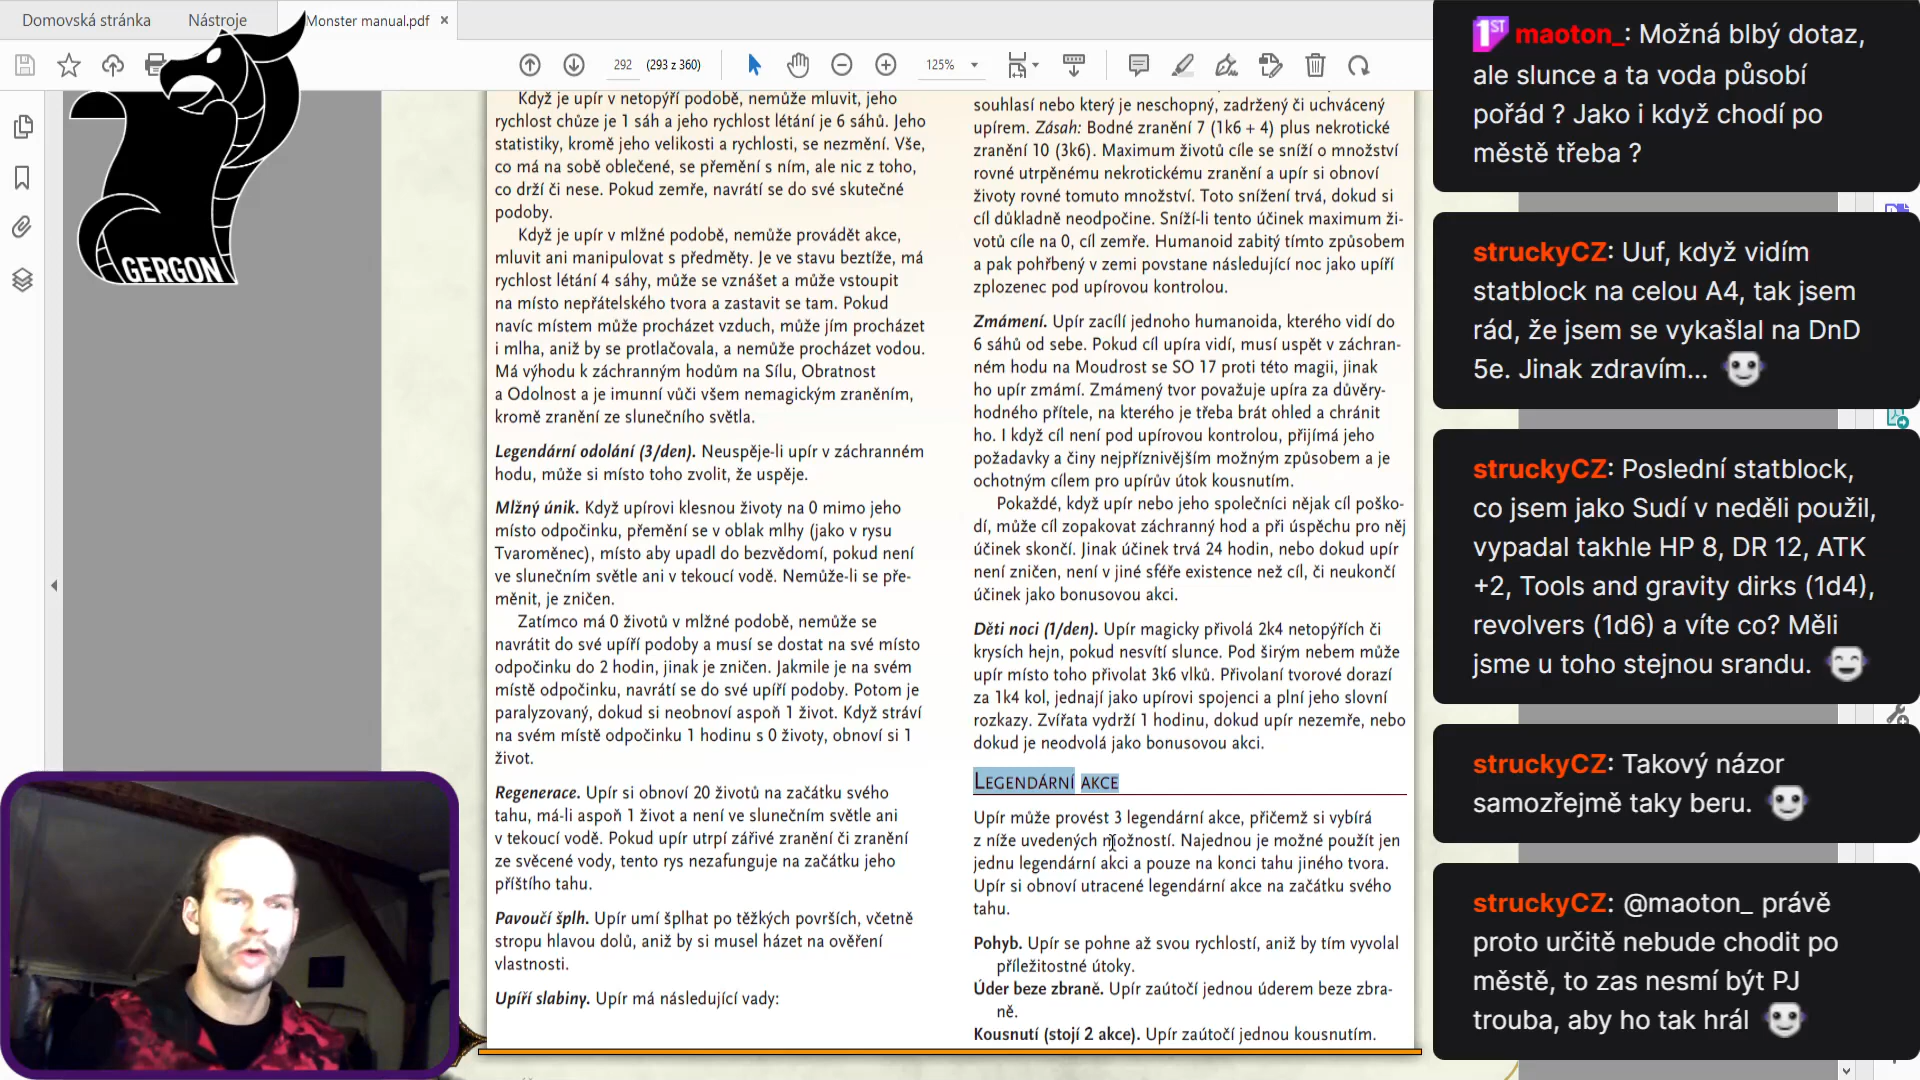 Domovská stránka
Nástroje
Monster manual.pdf
292
(293 z 360)
125%
GERGON
Když je upír v netopýří podobě, nemůže mluvit, jeho
rychlost chůze je 1 sáh a jeho rychlost létání je 6 sáhů. Jeho
statistiky, kromě jeho velikosti a rychlosti, se nezmění. Vše,
co má na sobě oblečené, se přemění s ním, ale nic z toho,
co drží či nese. Pokud zemře, navrátí se do své skutečné
podoby.
Když je upír v mlžné podobě, nemůže provádět akce,
mluvit ani manipulovat s předměty. Je ve stavu beztíže, má
rychlost létání 4 sáhy, může se vznášet a může vstoupit
na místo nepřátelského tvora a zastavit se tam. Pokud
navíc místem může procházet vzduch, může jím procházet
i mlha, aniž by se protlačovala, a nemůže procházet vodou.
Má výhodu k záchranným hodům na Sílu, Obratnost
a Odolnost a je imunní vůči všem nemagickým zraněním,
kromě zranění ze slunečního světla.
Legendární odolání (3/den). Neuspěje-li upír v záchranném
hodu, může si místo toho zvolit, že uspěje.
Mlžný únik. Když upírovi klesnou životy na 0 mimo jeho
místo odpočinku, přemění se v oblak mlhy (jako v rysu
Tvaroměnec), místo aby upadl do bezvědomí, pokud není
ve slunečním světle ani v tekoucí vodě. Nemůže-li se pře-
měnit, je zničen.
Zatímco má 0 životů v mlžné podobě, nemůže se
navrátit do své upíří podoby a musí se dostat na své místo
odpočinku do 2 hodin, jinak je zničen. Jakmile je na svém
místě odpočinku, navrátí se do své upíří podoby. Potom je
paralyzovaný, dokud si neobnoví aspoň 1 život. Když stráví
na svém místě odpočinku 1 hodinu s 0 životy, obnoví si 1
život.
Regenerace. Upír si obnoví 20 životů na začátku svého
tahu, má-li aspoň 1 život a není ve slunečním světle ani
v tekoucí vodě. Pokud upír utrpí zářivé zranění či zranění
ze svěcené vody, tento rys nezafunguje na začátku jeho
příštího tahu.
Pavoučí šplh. Upír umí šplhat po těžkých površích, včetně
stropu hlavou dolů, aniž by si musel házet na ověření
vlastnosti.
Upíří slabiny. Upír má následující vady:
souhlasí nebo který je neschopný, zadržený či uchvácený
upírem. Zásah: Bodné zranění 7 (1k6 + 4) plus nekrotické
zranění 10 (3k6). Maximum životů cíle se sníží o množství
rovné utrpěnému nekrotickému zranění a upír si obnoví
životy rovné tomuto množství. Toto snížení trvá, dokud si
cíl důkladně neodpočine. Sníží-li tento účinek maximum ži-
votů cíle na 0, cíl zemře. Humanoid zabitý tímto způsobem
a pak pohřbený v zemi povstane následující noc jako upíří
zplozenec pod upírovou kontrolou.
Zmámení. Upír zacílí jednoho humanoida, kterého vidí do
6 sáhů od sebe. Pokud cíl upíra vidí, musí uspět v záchran-
ném hodu na Moudrost se SO 17 proti této magii, jinak
ho upír zmámí. Zmámený tvor považuje upíra za důvěry-
hodného přítele, na kterého je třeba brát ohled a chránit
ho. I když cíl není pod upírovou kontrolou, přijímá jeho
požadavky a činy nejpříznivějším možným způsobem a je
ochotným cílem pro upírův útok kousnutím.
Pokaždé, když upír nebo jeho společníci nějak cíl poško-
dí, může cíl zopakovat záchranný hod a při úspěchu pro něj
účinek skončí. Jinak účinek trvá 24 hodin, nebo dokud upír
není zničen, není v jiné sféře existence než cíl, či neukončí
účinek jako bonusovou akci.
Děti noci (1/den). Upír magicky přivolá 2k4 netopýřích či
krysích hejn, pokud nesvítí slunce. Pod širým nebem může
upír místo toho přivolat 3k6 vlků. Přivolaní tvorové dorazí
za 1k4 kol, jednají jako upírovi spojenci a plní jeho slovní
rozkazy. Zvířata vydrží 1 hodinu, dokud upír nezemře, nebo
dokud je neodvolá jako bonusovou akci.
LEGENDÁRNÍ AKCE
Upír může provést 3 legendární akce, přičemž si vybírá
z níže uvedených možností. Najednou je možné použít jen
jednu legendární akci a pouze na konci tahu jiného tvora.
Upír si obnoví utracené legendární akce na začátku svého
tahu.
Pohyb. Upír se pohne až svou rychlostí, aniž by tím vyvolal
příležitostné útoky.
Úder beze zbraně. Upír zaútočí jednou úderem beze zbra-
ně.
Kousnutí (stojí 2 akce). Upír zaútočí jednou kousnutím.
1ST maoton_: Možná blbý dotaz,
ale slunce a ta voda působí
pořád ? Jako i když chodí po
městě třeba ?
struckyCZ: Uuf, když vidím
statblock na celou A4, tak jsem
rád, že jsem se vykašlal na DnD
5e. Jinak zdravím...
struckyCZ: Poslední statblock,
co jsem jako Sudí v neděli použil,
vypadal takhle HP 8, DR 12, ATK
+2, Tools and gravity dirks (1d4),
revolvers (1d6) a víte co? Měli
jsme u toho stejnou srandu.
struckyCZ: Takový názor
samozřejmě taky beru.
struckyCZ: @maoton_ právě
proto určitě nebude chodit po
městě, to zas nesmí být PJ
trouba, aby ho tak hrál